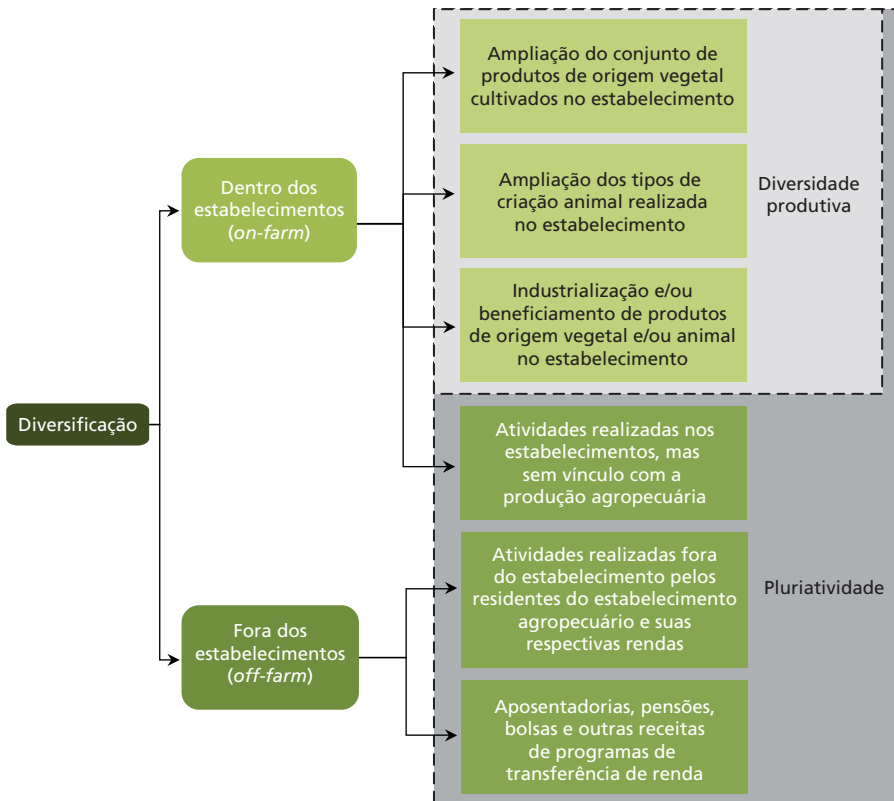 Diversificação
Dentro dos
estabelecimentos
(on-farm)
Ampliação do conjunto de
produtos de origem vegetal
cultivados no estabelecimento
Ampliação dos tipos de
criação animal realizada
no estabelecimento
Industrialização e/ou
beneficiamento de produtos
de origem vegetal e/ou animal
no estabelecimento
Diversidade
produtiva
Atividades realizadas nos
estabelecimentos, mas
sem vínculo com a
produção agropecuária
Fora dos
estabelecimentos
(off-farm)
Atividades realizadas fora
do estabelecimento pelos
residentes do estabelecimento
agropecuário e suas
respectivas rendas
Aposentadorias, pensões,
bolsas e outras receitas
de programas de
transferência de renda
Pluriatividade